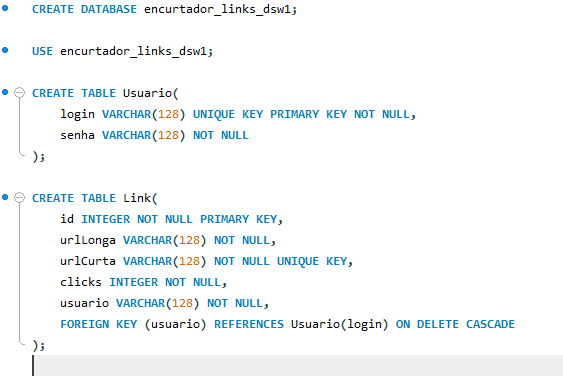 CREATE DATABASE encurtador_links_dsw1;
USE encurtador_links_dsw1;
CREATE TABLE Usuario(
login VARCHAR(128) UNIQUE KEY PRIMARY KEY NOT NULL,
senha VARCHAR(128) NOT NULL
);
CREATE TABLE Link(
id INTEGER NOT NULL PRIMARY KEY,
urlLonga VARCHAR(128) NOT NULL,
urlCurta VARCHAR(128) NOT NULL UNIQUE KEY,
clicks INTEGER NOT NULL,
usuario VARCHAR(128) NOT NULL,
FOREIGN KEY (usuario) REFERENCES Usuario(login) ON DELETE CASCADE
);